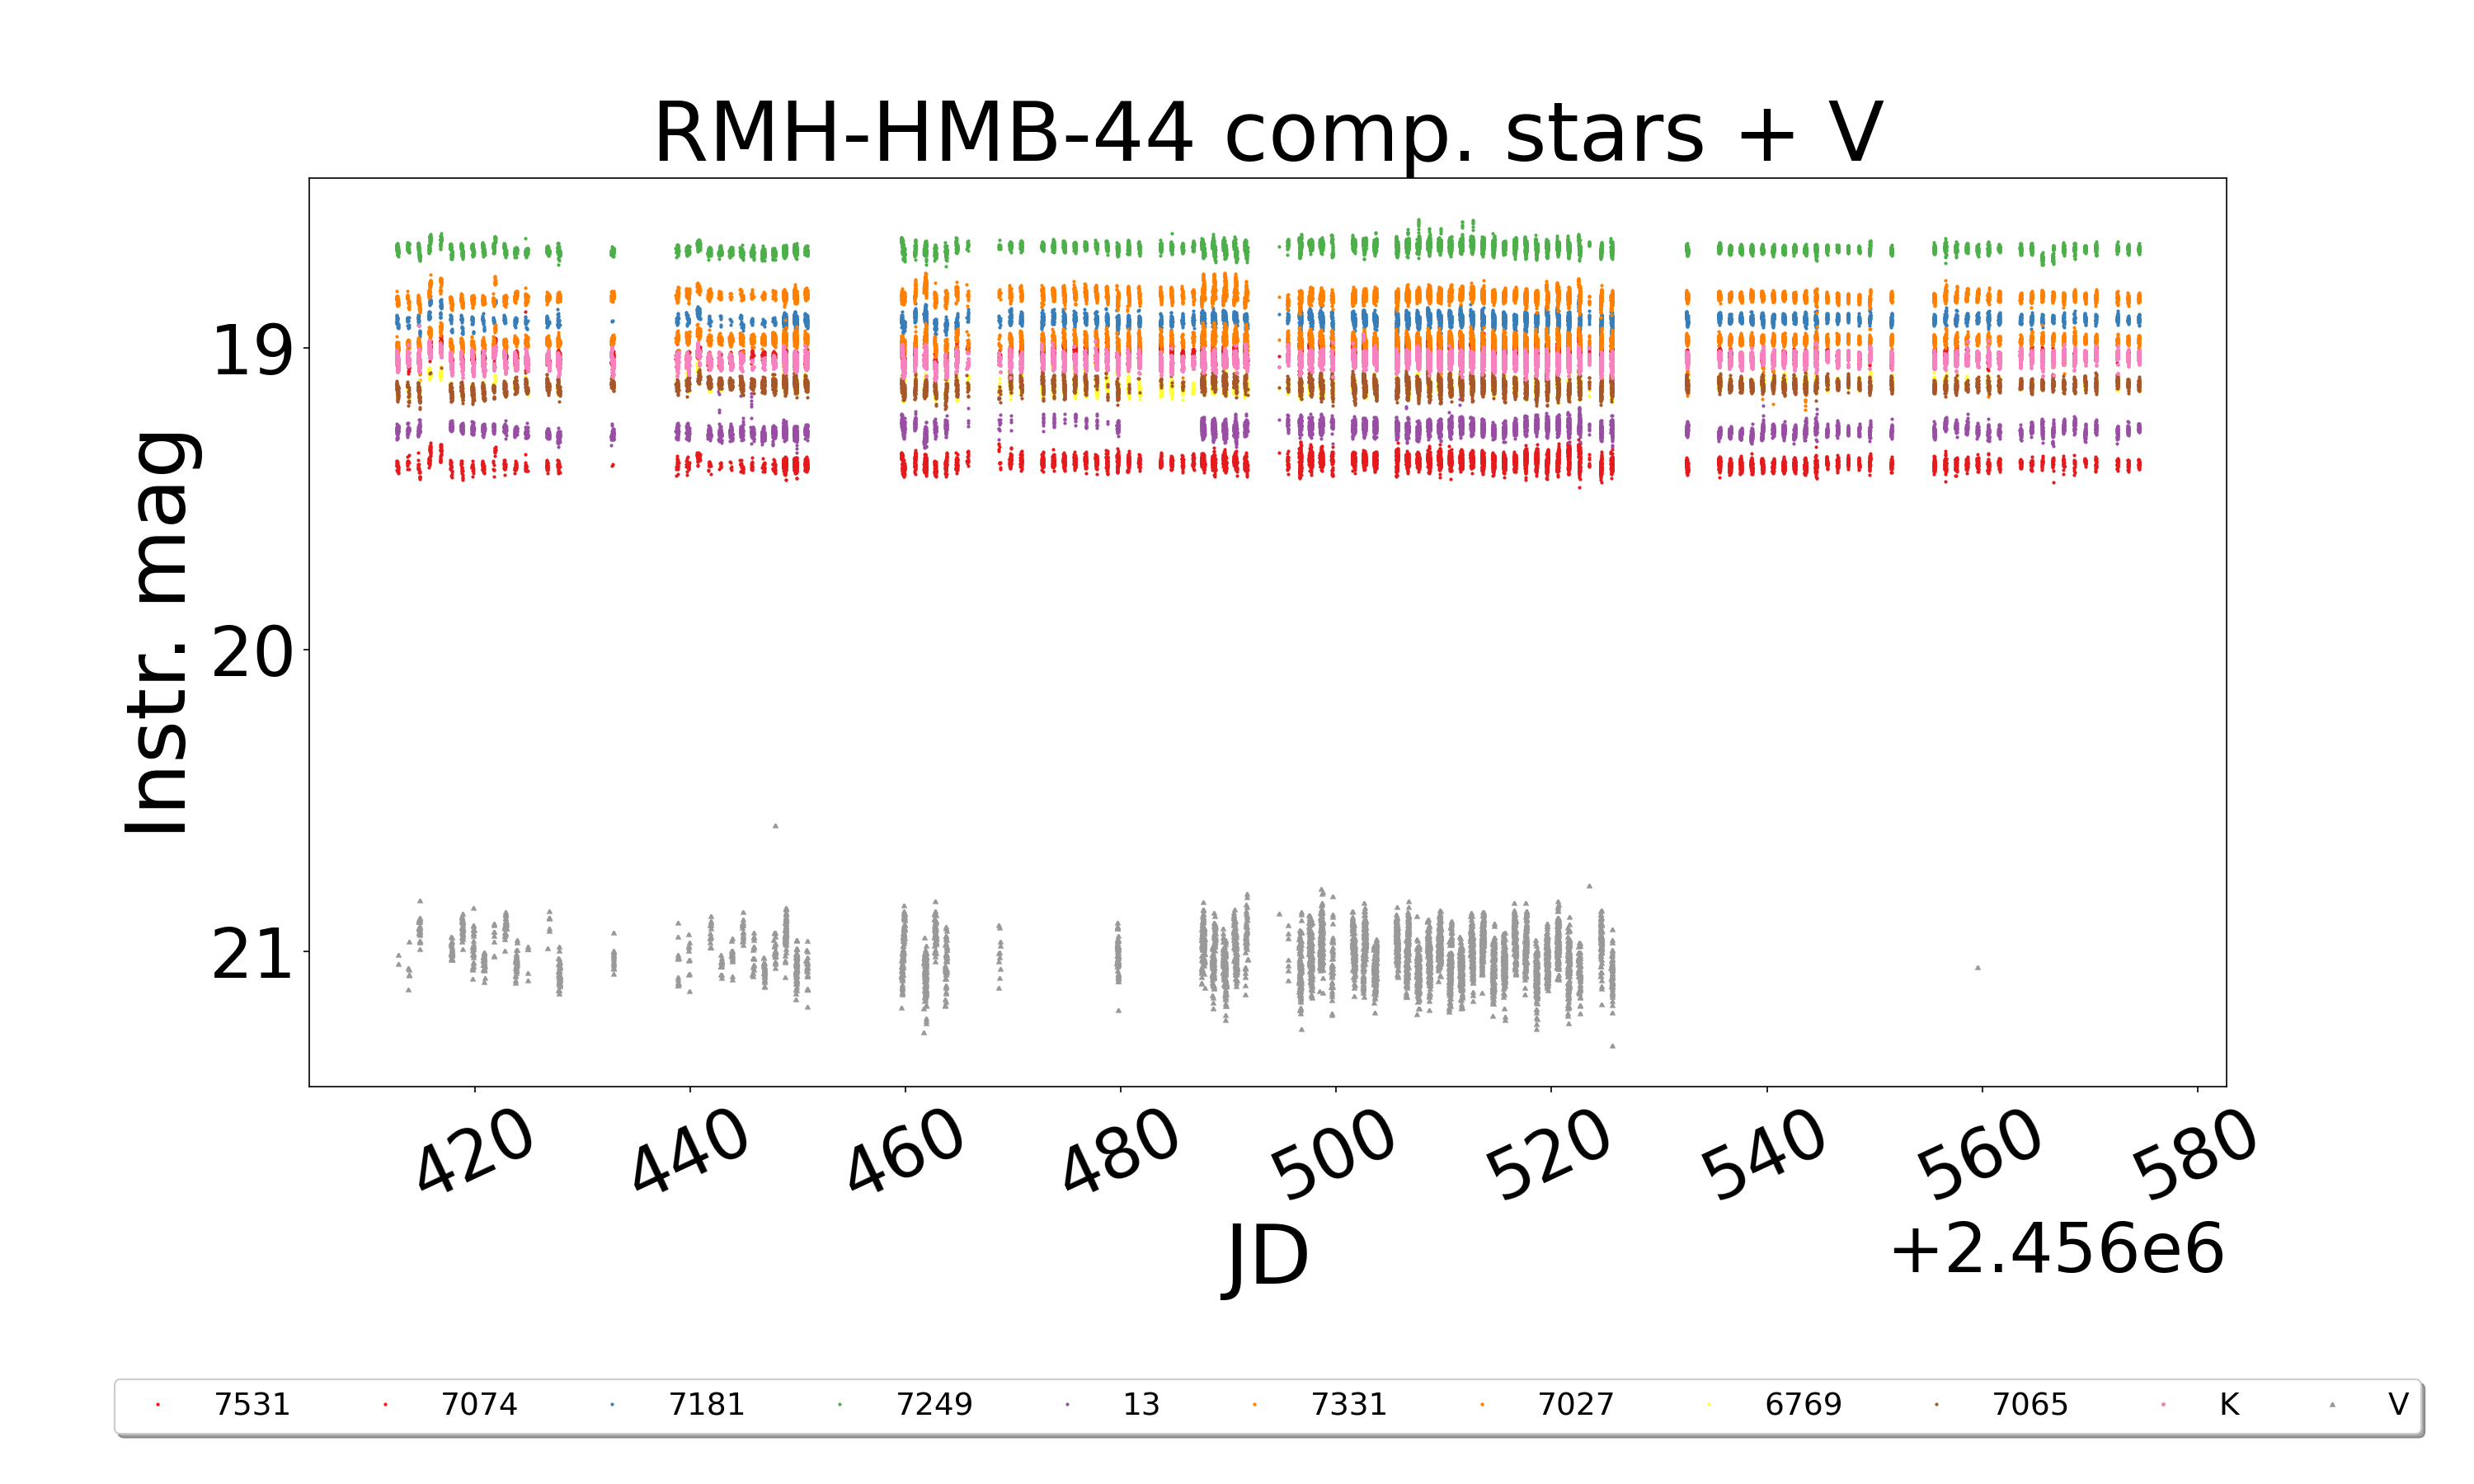 RMH-HMB-44 comp. stars + V
Instr. mag
19
20
21
420 440 460 480 500 520 540 560 580
JD
+2.456e6
7531 7074 7181 7249 13 7331 7027 6769 7065 K V